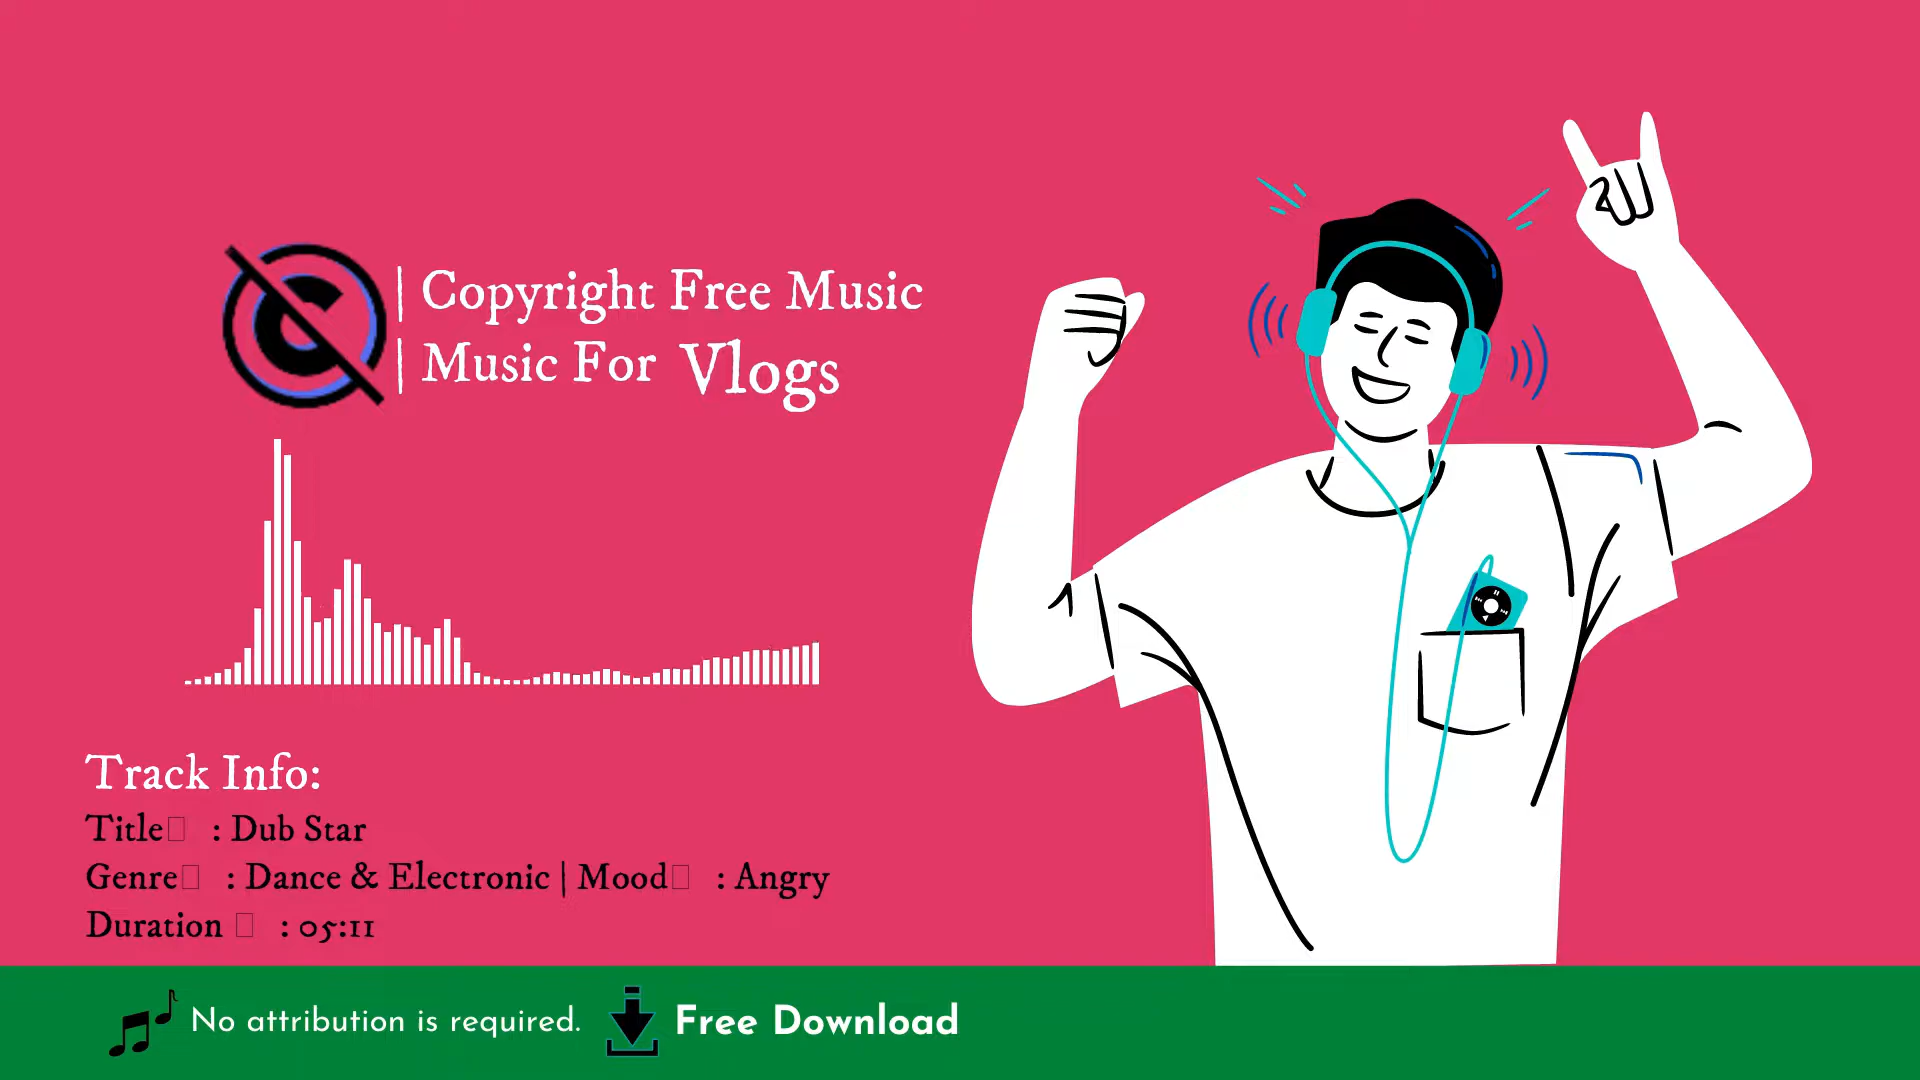 | Copyright Free Music
| Music For Vlogs
Track Info:
Title : Dub Star
Genre : Dance & Electronic | Mood : Angry
Duration : 05:11
No attribution is required. Free Download